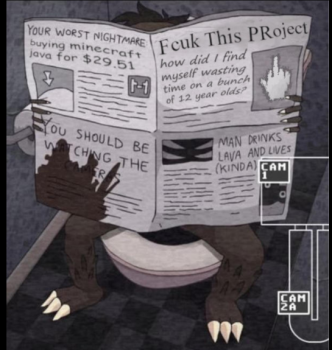 YOUR WORST NIGHTMARE
buying minecraft
java for $29.51
F-1
Fcuk This PRoject
how did I find
myself wasting
time on a bunch
of 12 year olds?
YOU SHOULD BE
WATCHING THE
MAN DRINKS
LAVA AND LIVES
(KINDA)
CAM
1
CAM
2A